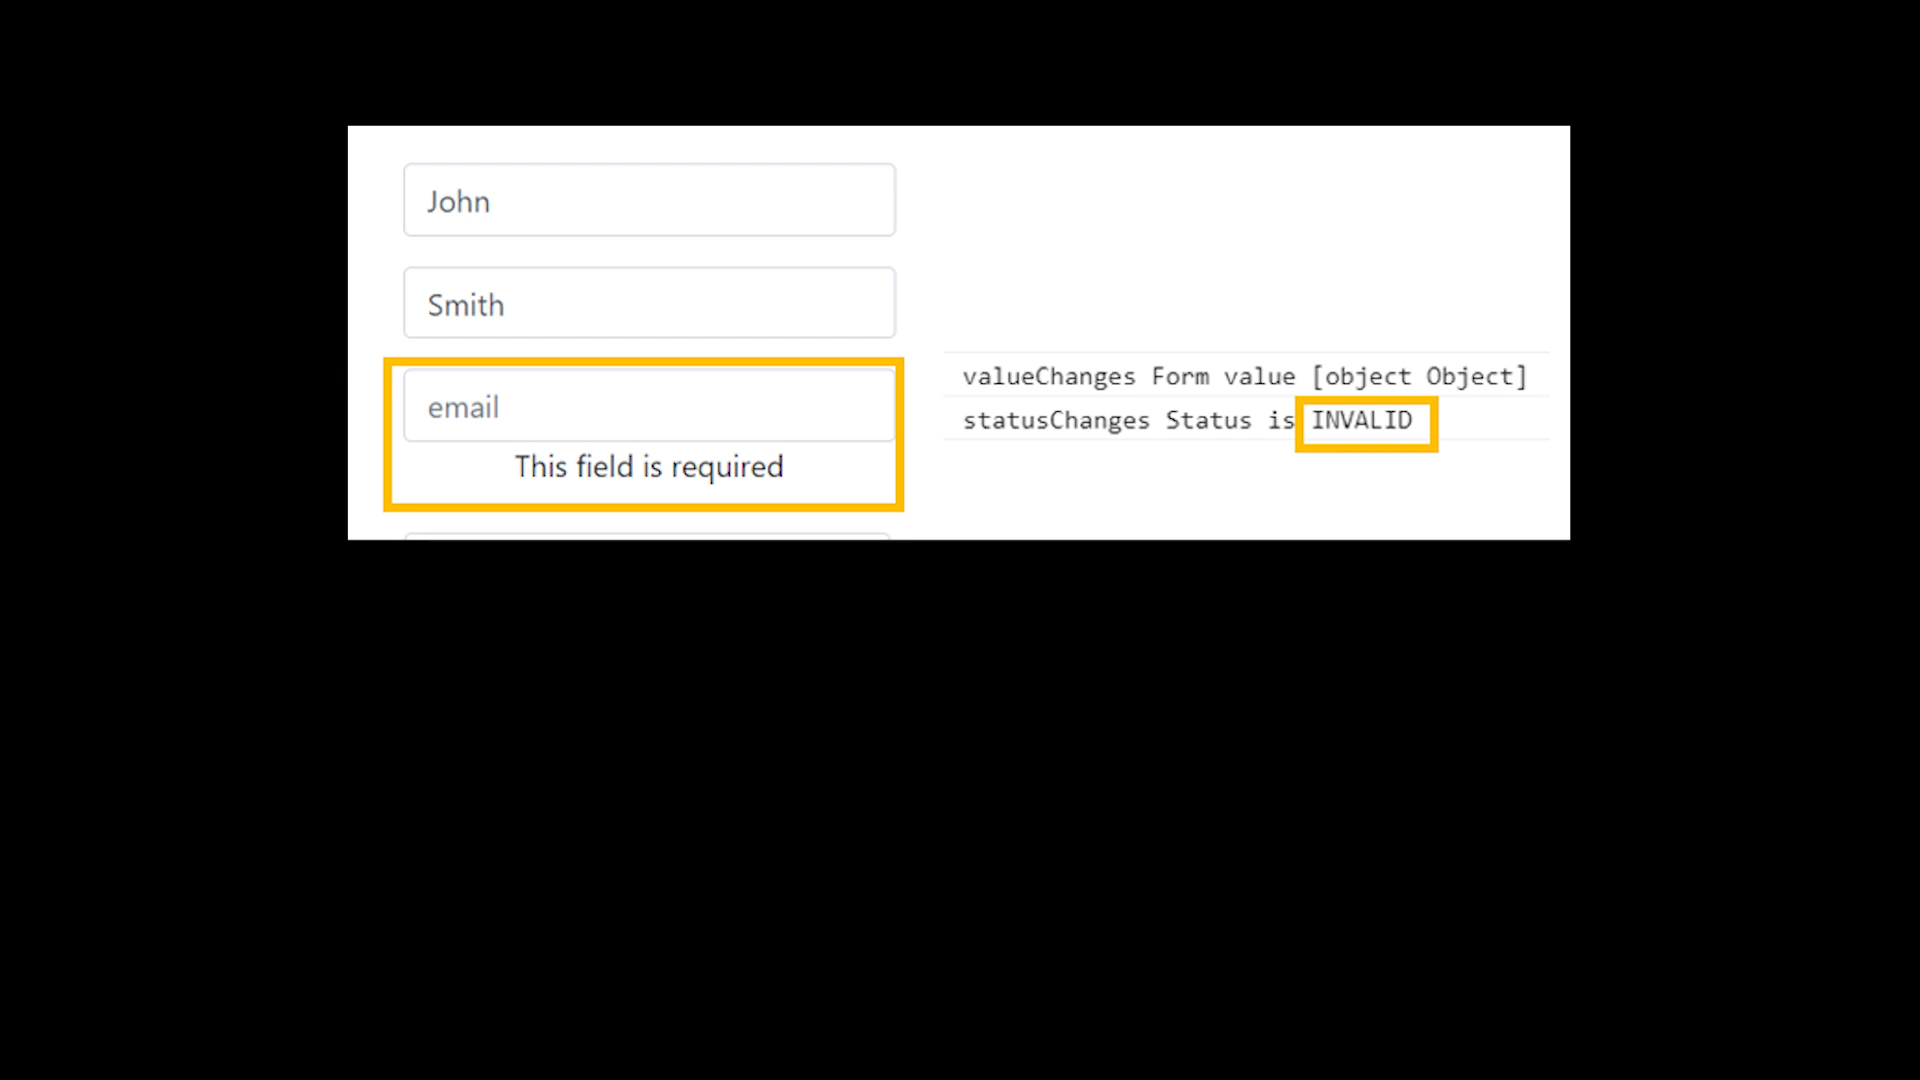 John
Smith
email
This field is required
valueChanges Form value [object Object]
statusChanges Status is INVALID